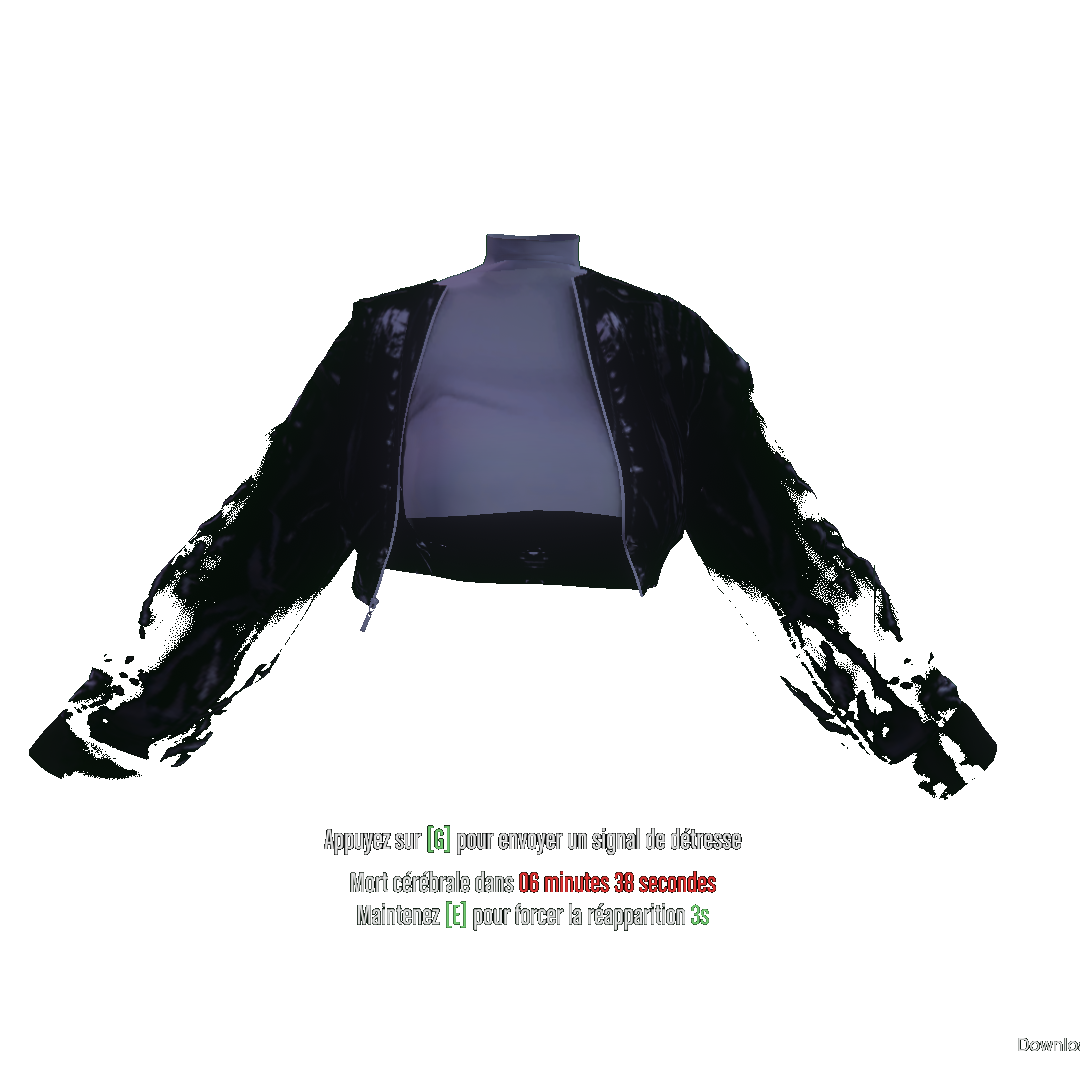 Appuyez sur [G] pour envoyer un signal de détresse
Mort cérébrale dans 06 minutes 38 secondes
Maintenez [E] pour forcer la réapparition 3s